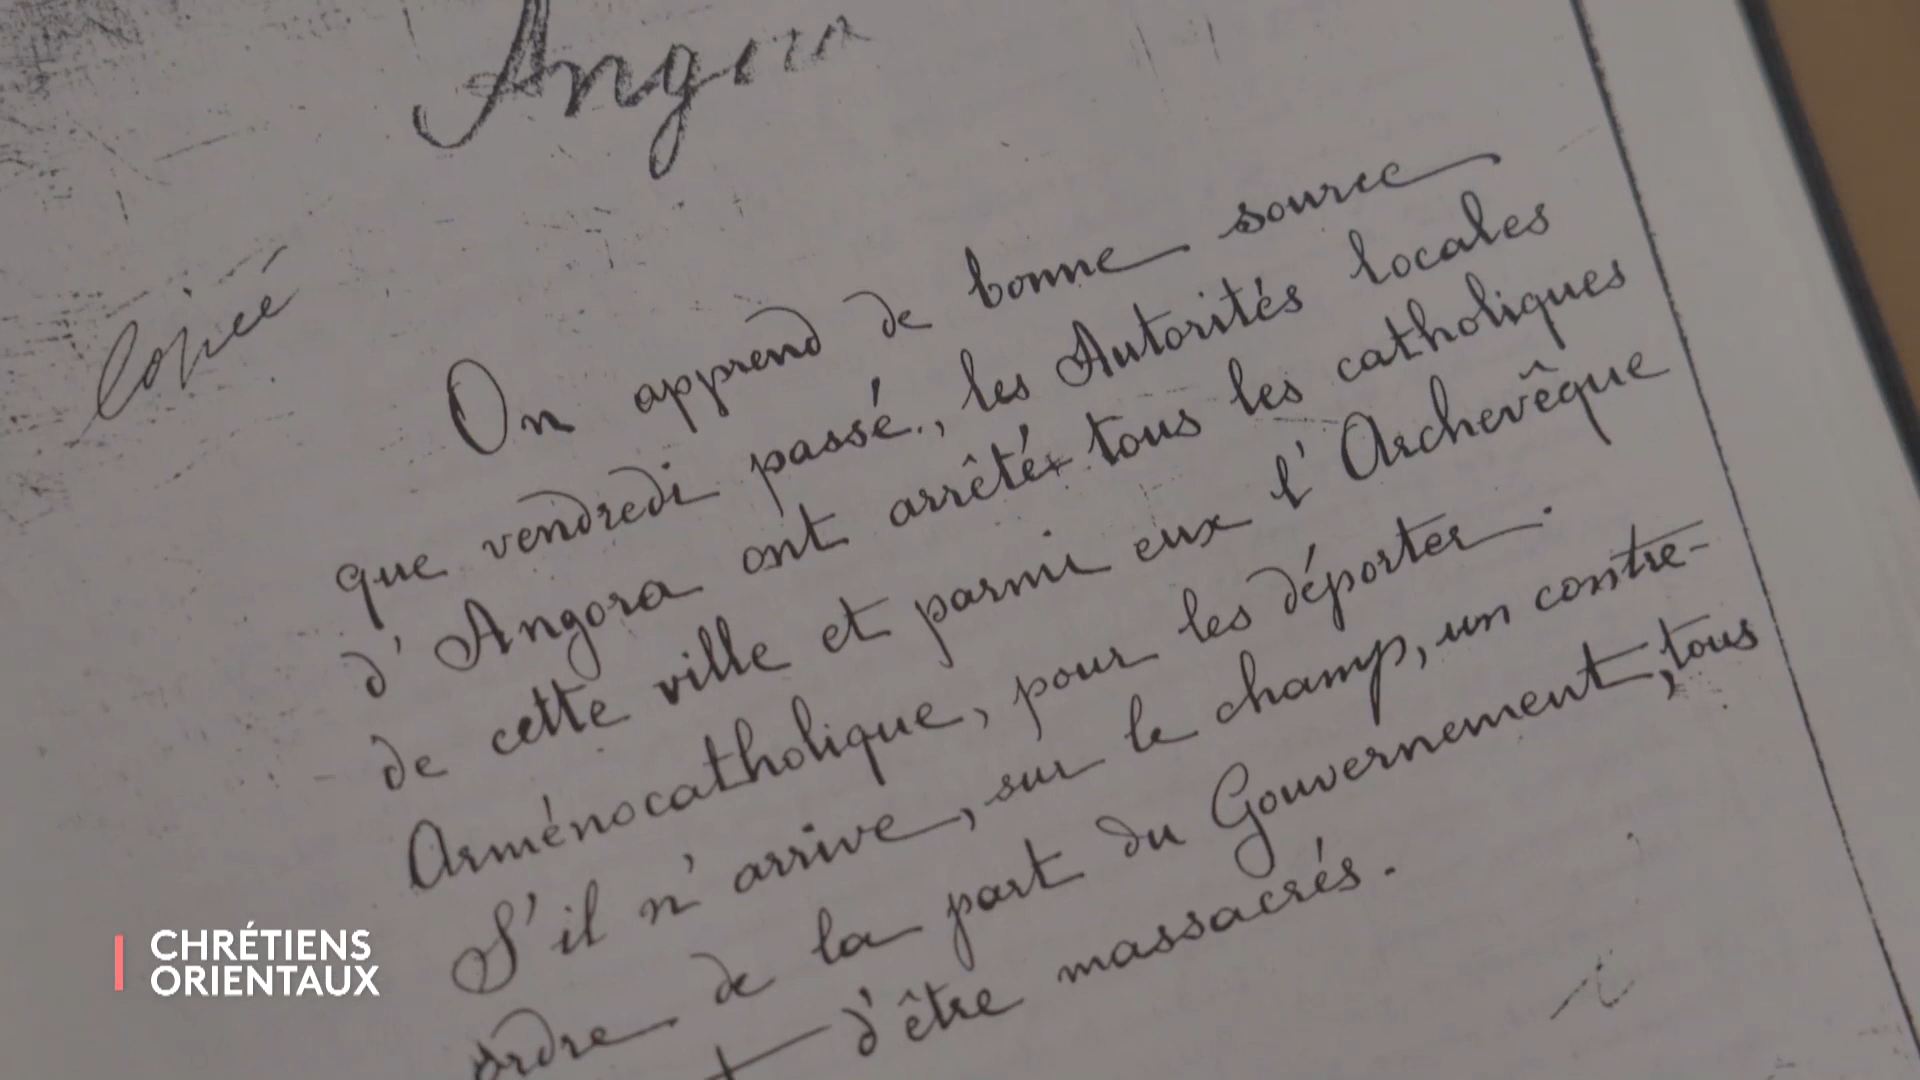 Angora
Copié
On apprend de bonne source
que vendredi passé, les Autorités locales
d'Angora ont arrêté tous les catholiques
de cette ville et parmi eux l'Archevêque
Arménocatholique, pour les déporter.
S'il n'arrive, sur le champ, un contre-
ordre de la part du Gouvernement, tous
d'être massacrés.
CHRÉTIENS
ORIENTAUX